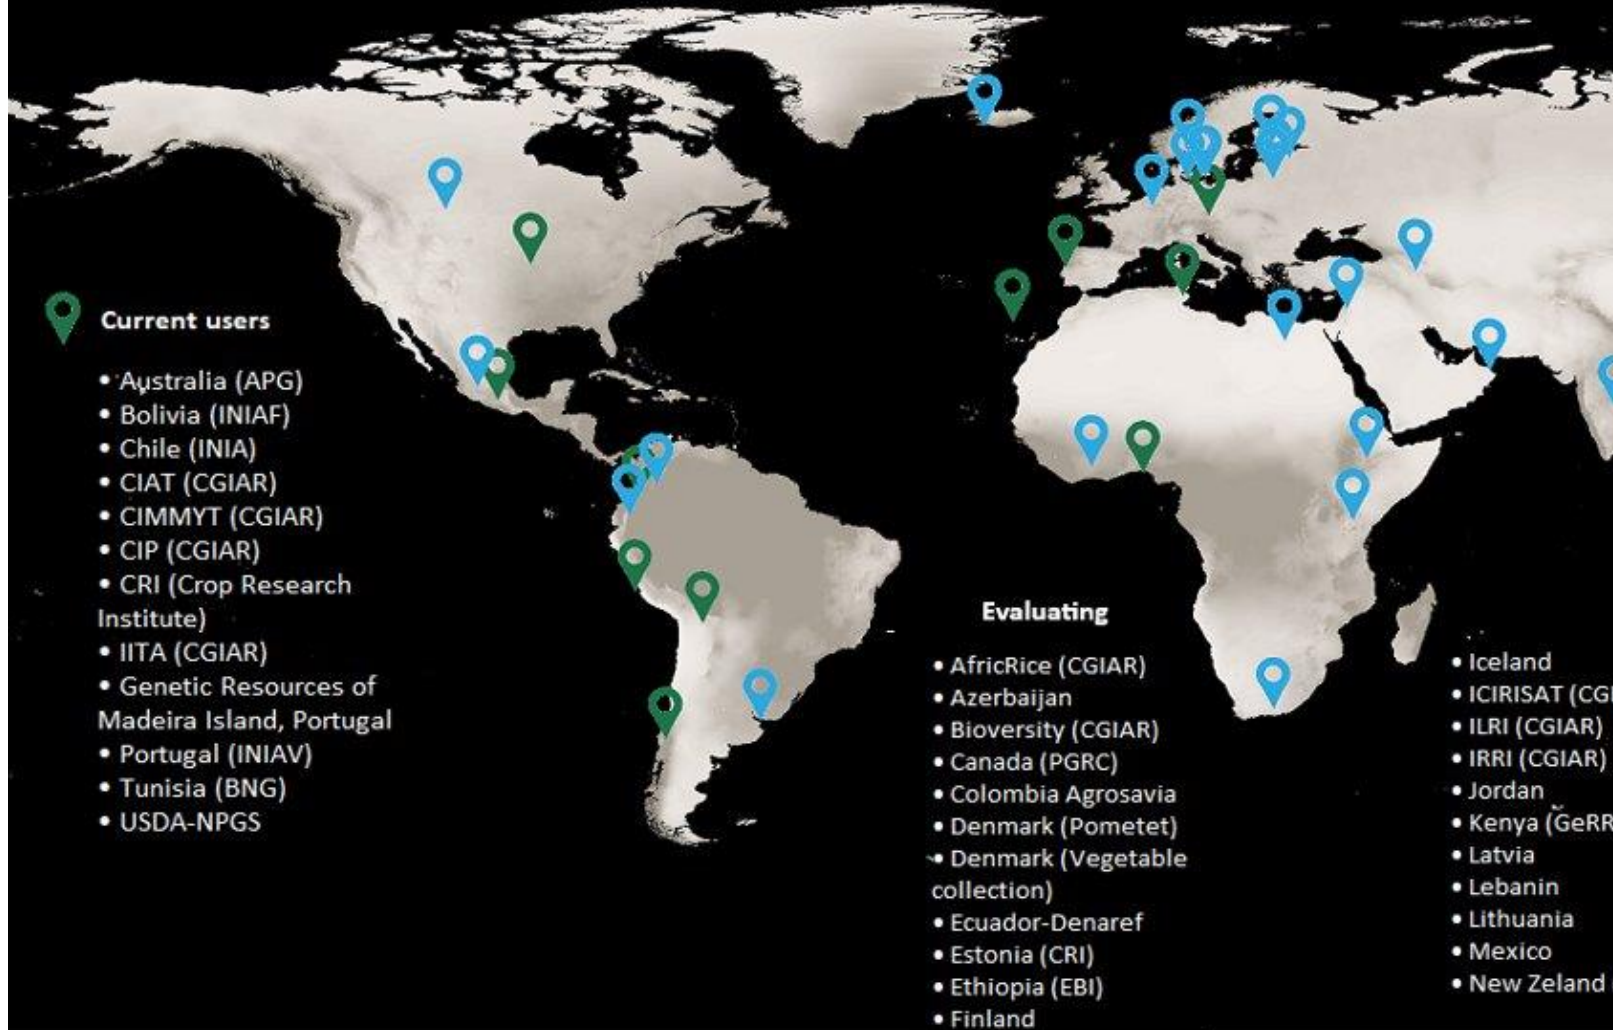 Current users
• Australia (APG)
• Bolivia (INIAF)
• Chile (INIA)
• CIAT (CGIAR)
• CIMMYT (CGIAR)
• CIP (CGIAR)
• CRI (Crop Research
Institute)
• IITA (CGIAR)
• Genetic Resources of
Madeira Island, Portugal
• Portugal (INIAV)
• Tunisia (BNG)
• USDA-NPGS
Evaluating
• AfricRice (CGIAR)
• Azerbaijan
• Bioversity (CGIAR)
• Canada (PGRC)
• Colombia Agrosavia
• Denmark (Pometet)
• Denmark (Vegetable
collection)
• Ecuador-Denaref
• Estonia (CRI)
• Ethiopia (EBI)
• Finland
• Iceland
• ICIRISAT
• ILRI (CGIAR)
• IRRI (CGIAR)
• Jordan
• Kenya
• Latvia
• Lebanin
• Lithuania
• Mexico
• New Zeland